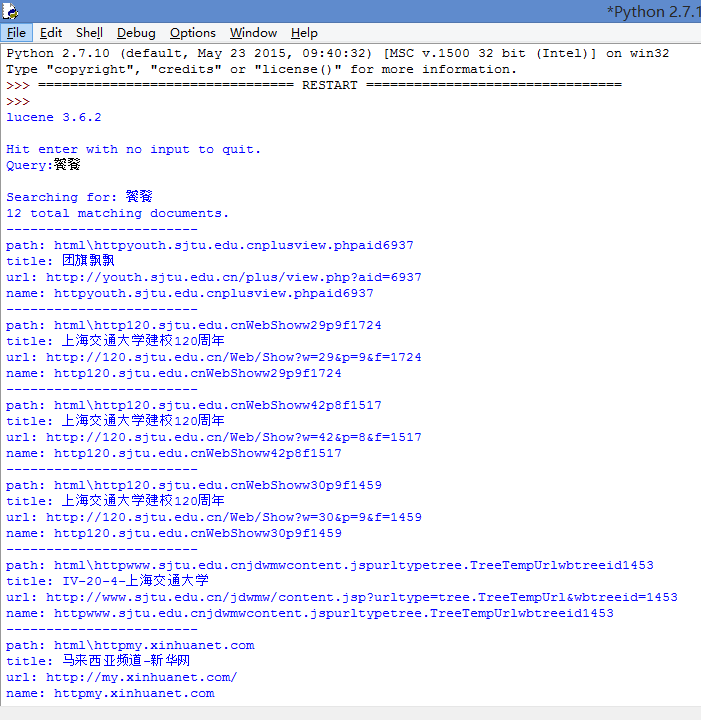 *Python 2.7.1
File Edit Shell Debug Options Window Help
Python 2.7.10 (default, May 23 2015, 09:40:32) [MSC v.1500 32 bit (Intel)] on win32
Type "copyright", "credits" or "license()" for more information.
>>> ================================ RESTART ================================
>>>
lucene 3.6.2
Hit enter with no input to quit.
Query:饕餮
Searching for: 饕餮
12 total matching documents.
------------------------
path: html\httpyouth.sjtu.edu.cnplusview.phpaid6937
title: 团旗飘飘
url: http://youth.sjtu.edu.cn/plus/view.php?aid=6937
name: httpyouth.sjtu.edu.cnplusview.phpaid6937
------------------------
path: html\http120.sjtu.edu.cnWebShoww29p9f1724
title: 上海交通大学建校120周年
url: http://120.sjtu.edu.cn/Web/Show?w=29&p=9&f=1724
name: http120.sjtu.edu.cnWebShoww29p9f1724
------------------------
path: html\http120.sjtu.edu.cnWebShoww42p8f1517
title: 上海交通大学建校120周年
url: http://120.sjtu.edu.cn/Web/Show?w=42&p=8&f=1517
name: http120.sjtu.edu.cnWebShoww42p8f1517
------------------------
path: html\http120.sjtu.edu.cnWebShoww30p9f1459
title: 上海交通大学建校120周年
url: http://120.sjtu.edu.cn/Web/Show?w=30&p=9&f=1459
name: http120.sjtu.edu.cnWebShoww30p9f1459
------------------------
path: html\httpwww.sjtu.edu.cnjdwmwcontent.jspurltypetree.TreeTempUrlwbtreeid1453
title: IV-20-4-上海交通大学
url: http://www.sjtu.edu.cn/jdwmw/content.jsp?urltype=tree.TreeTempUrl&wbtreeid=1453
name: httpwww.sjtu.edu.cnjdwmwcontent.jspurltypetree.TreeTempUrlwbtreeid1453
------------------------
path: html\httpmy.xinhuanet.com
title: 马来西亚频道-新华网
url: http://my.xinhuanet.com/
name: httpmy.xinhuanet.com